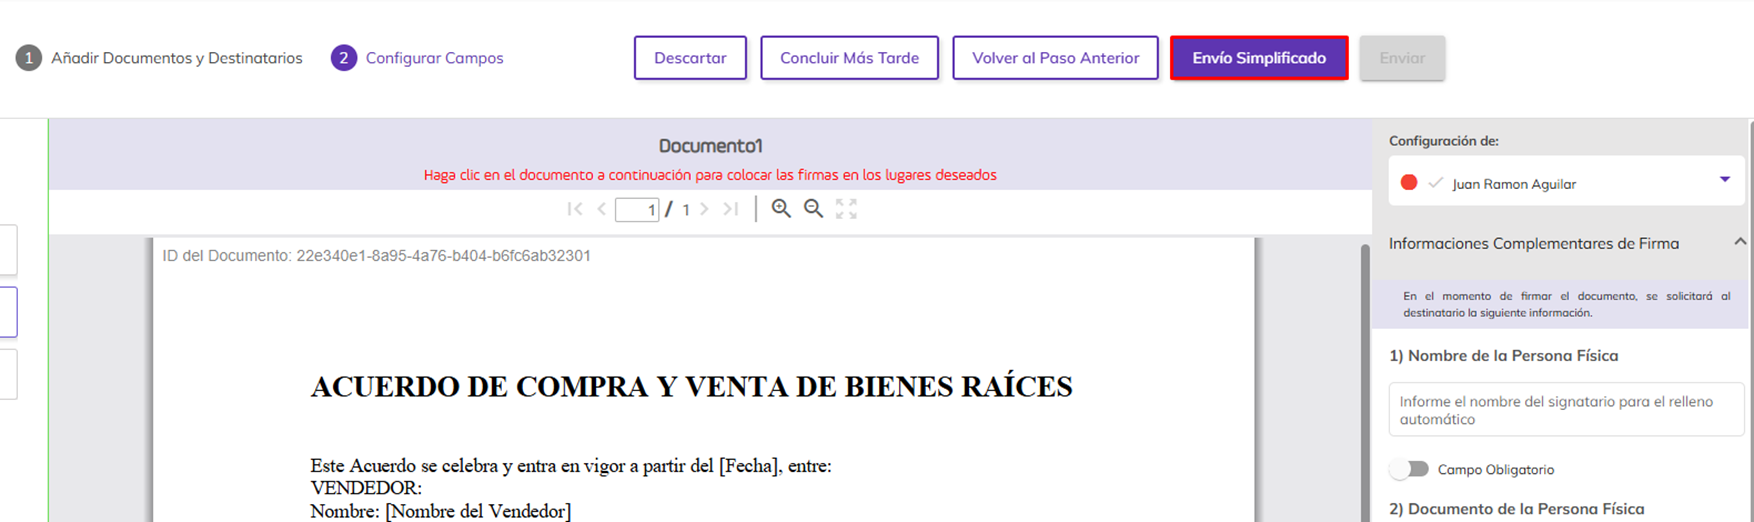 1 Añadir Documentos y Destinatarios
2 Configurar Campos
Descartar
Concluir Más Tarde
Volver al Paso Anterior
Envío Simplificado
Enviar
Documento1
Haga clic en el documento a continuación para colocar las firmas en los lugares deseados
1 / 1
ID del Documento: 22e340e1-8a95-4a76-b404-b6fc6ab32301
ACUERDO DE COMPRA Y VENTA DE BIENES RAÍCES
Este Acuerdo se celebra y entra en vigor a partir del [Fecha], entre:
VENDEDOR:
Nombre: [Nombre del Vendedor]
Configuración de:
Juan Ramon Aguilar
Informaciones Complementares de Firma
En el momento de firmar el documento, se solicitará al
destinatario la siguiente información.
1) Nombre de la Persona Física
Informe el nombre del signatario para el relleno
automático
Campo Obligatorio
2) Documento de la Persona Física